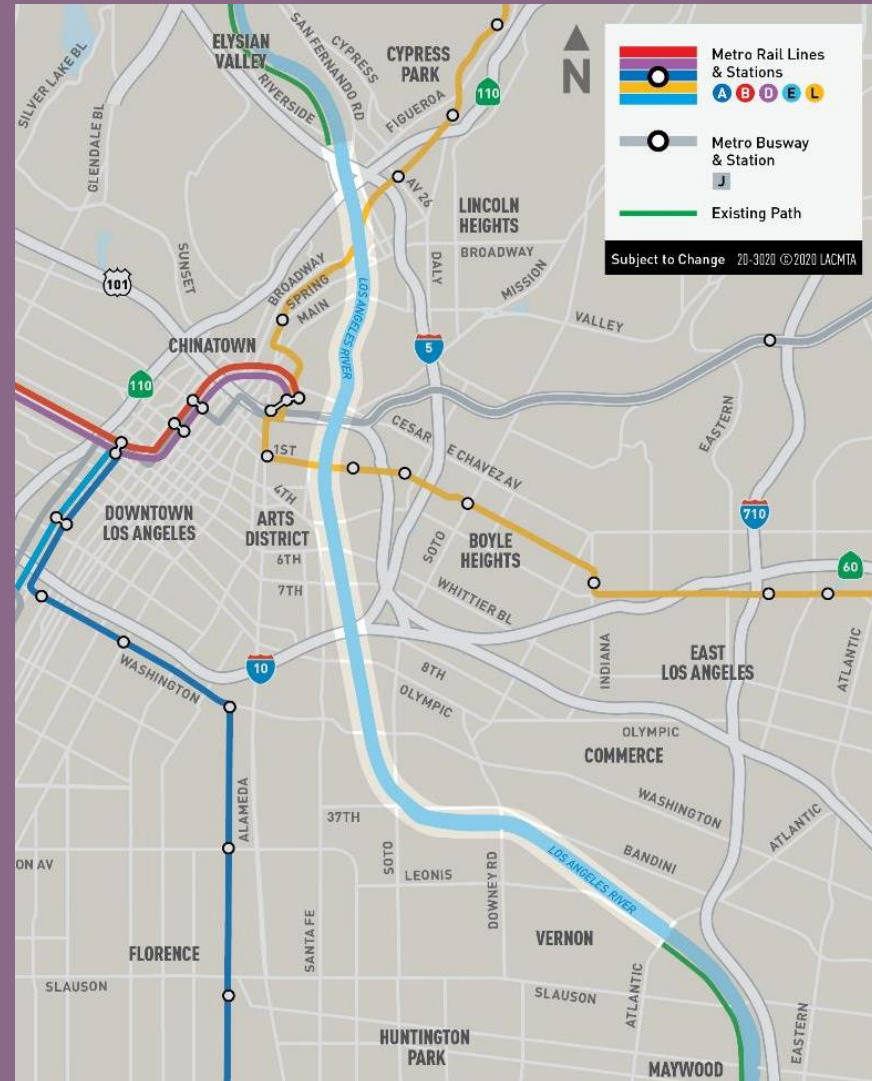 ELYSIAN
VALLEY
SAN FERNANDO RD
CYPRESS
CYPRESS
PARK
SILVER LAKE BL
GLENDALE BL
RIVERSIDE
FIGUEROA
110
N
Metro Rail Lines
& Stations
A B D E L
Metro Busway
& Station
J
Existing Path
Subject to Change 20-3020 © 2020 LACMTA
AV 26
LINCOLN
HEIGHTS
BROADWAY
DALY
MISSION
VALLEY
SUNSET
101
BROADWAY
SPRING
MAIN
LOS ANGELES RIVER
CHINATOWN
5
110
EASTERN
CESAR E CHAVEZ AV
1ST
4TH
DOWNTOWN
LOS ANGELES
ARTS
DISTRICT
6TH
7TH
SOTO
BOYLE
HEIGHTS
WHITTIER BL
710
60
10
WASHINGTON
8TH
OLYMPIC
INDIANA
EAST
LOS ANGELES
ATLANTIC
OLYMPIC
COMMERCE
WASHINGTON
ATLANTIC
ALAMEDA
37TH
SOTO
LEONIS
DOWNEY RD
LOS ANGELES RIVER
BANDINI
ON AV
FLORENCE
SANTA FE
VERNON
SLAUSON
SLAUSON
ATLANTIC
EASTERN
HUNTINGTON
PARK
MAYWOOD